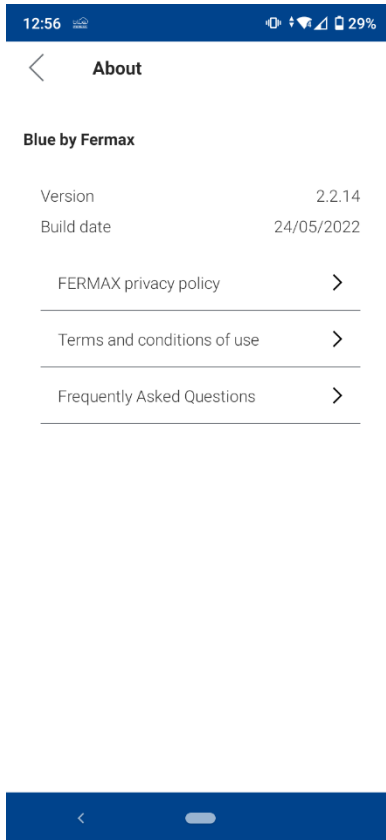 12:56 29%
About
Blue by Fermax
Version 2.2.14
Build date 24/05/2022
FERMAX privacy policy
Terms and conditions of use
Frequently Asked Questions